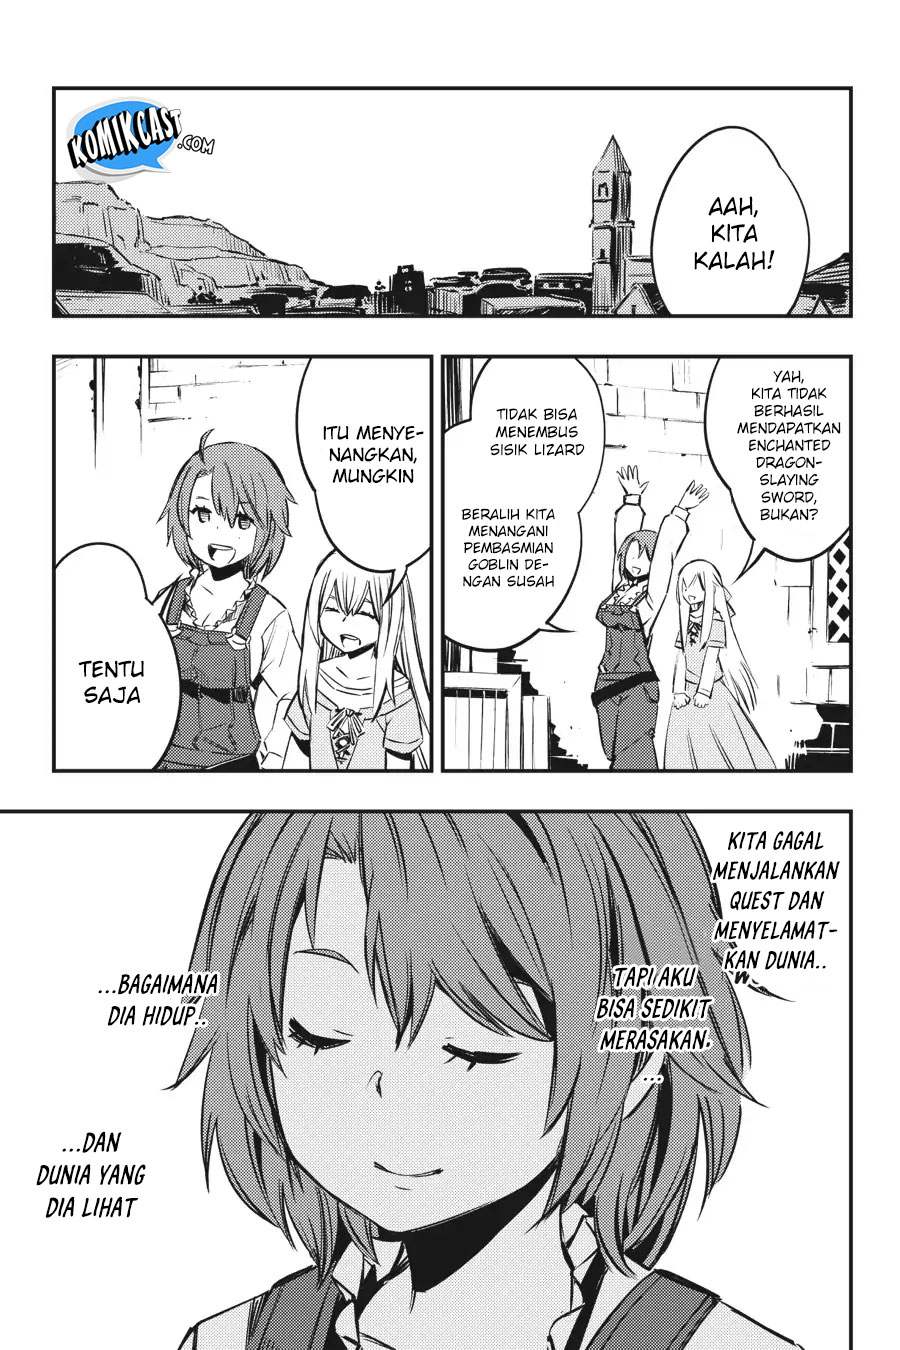 KOMIKCAST
.COM
AAH,
KITA
KALAH!
YAH,
KITA TIDAK
BERHASIL
MENDAPATKAN
ENCHANTED
DRAGON-
SLAYING
SWORD,
BUKAN?
TIDAK BISA
MENEMBUS
SISIK LIZARD
BERALIH KITA
MENANGANI
PEMBASMIAN
GOBLIN DE-
NGAN SUSAH
ITU MENYE-
NANGKAN,
MUNGKIN
TENTU
SAJA
KITA GAGAL
MENJALANKAN
QUEST DAN
MENYELAMAT-
KAN DUNIA..
TAPI AKU
BISA SEDIKIT
MERASAKAN.
...
...BAGAIMANA
DIA HIDUP..
...DAN
DUNIA YANG
DIA LIHAT